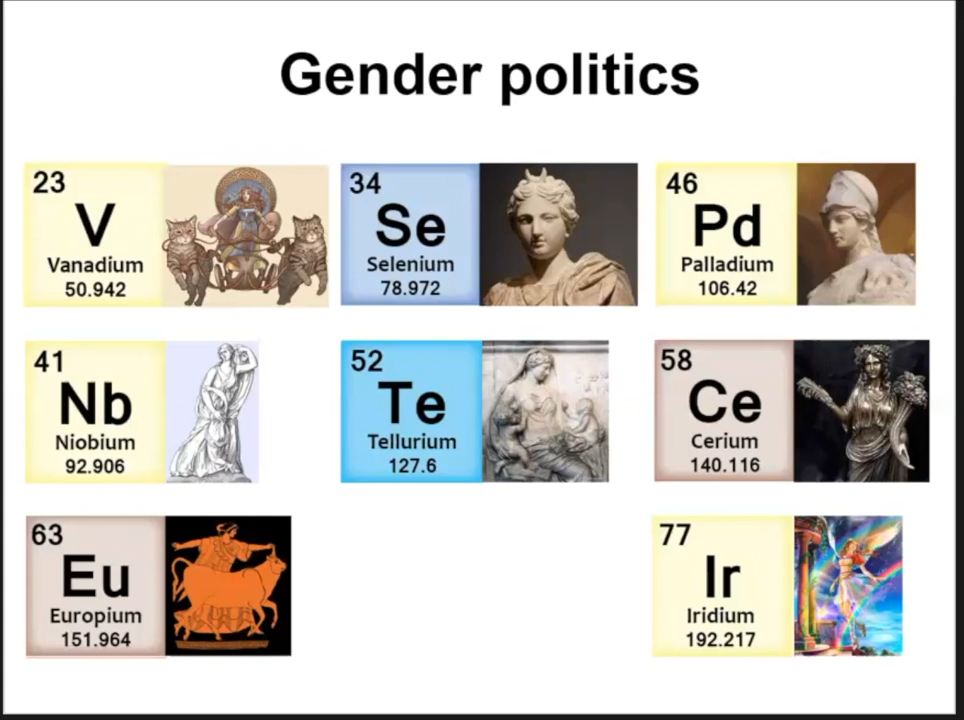 Gender politics
23
V
Vanadium
50.942
34
Se
Selenium
78.972
46
Pd
Palladium
106.42
41
Nb
Niobium
92.906
52
Te
Tellurium
127.6
58
Ce
Cerium
140.116
63
Eu
Europium
151.964
77
Ir
Iridium
192.217